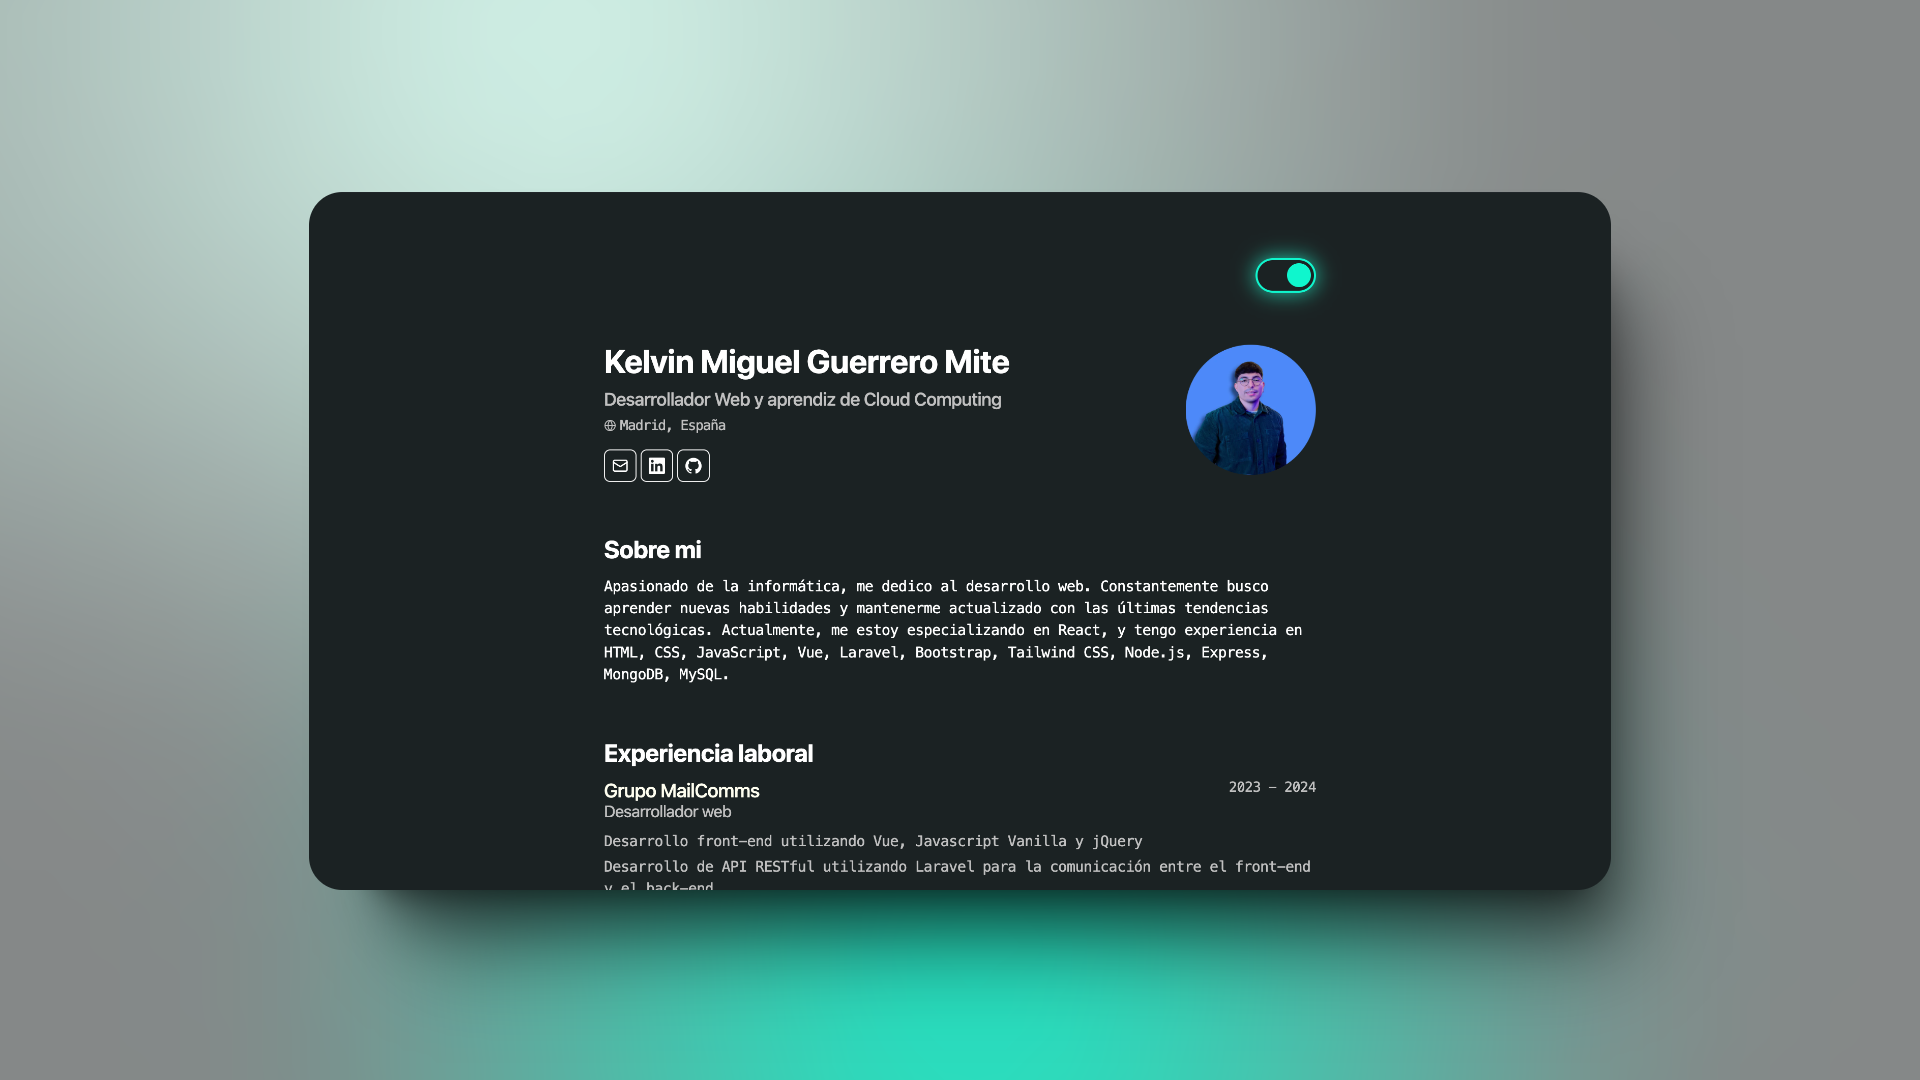 Kelvin Miguel Guerrero Mite
Desarrollador Web y aprendiz de Cloud Computing
Madrid, España
in
Sobre mi
Apasionado de la informática, me dedico al desarrollo web. Constantemente busco
aprender nuevas habilidades y mantenerme actualizado con las últimas tendencias
tecnológicas. Actualmente, me estoy especializando en React, y tengo experiencia en
HTML, CSS, JavaScript, Vue, Laravel, Bootstrap, Tailwind CSS, Node.js, Express,
MongoDB, MySQL.
Experiencia laboral
Grupo MailComms
2023 – 2024
Desarrollador web
Desarrollo front-end utilizando Vue, Javascript Vanilla y jQuery
Desarrollo de API RESTful utilizando Laravel para la comunicación entre el front-end
y el back-end